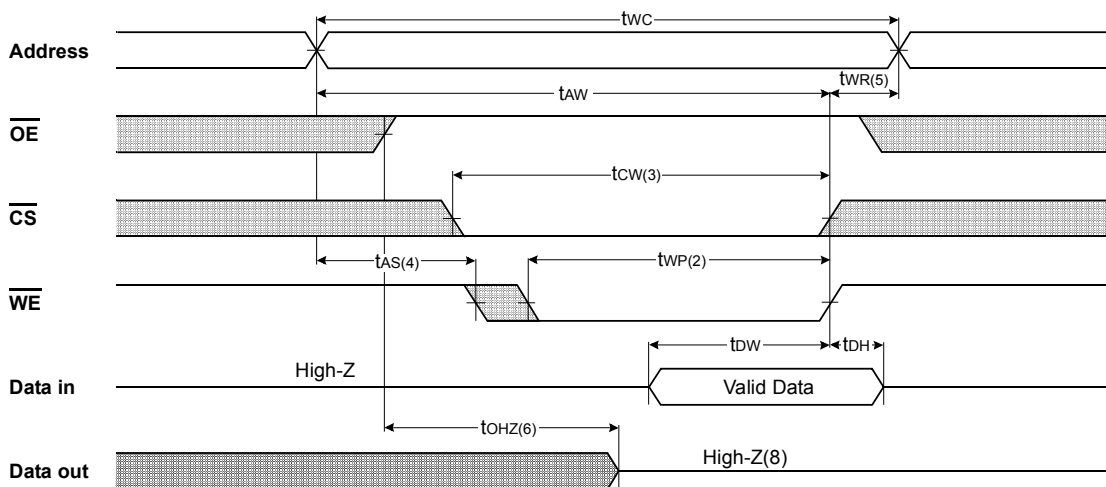 tWC
Address
tWR(5)
tAW
OE
tCW(3)
CS
tAS(4)
tWP(2)
WE
tDW
tDH
High-Z
Data in
Valid Data
tOHZ(6)
High-Z(8)
Data out